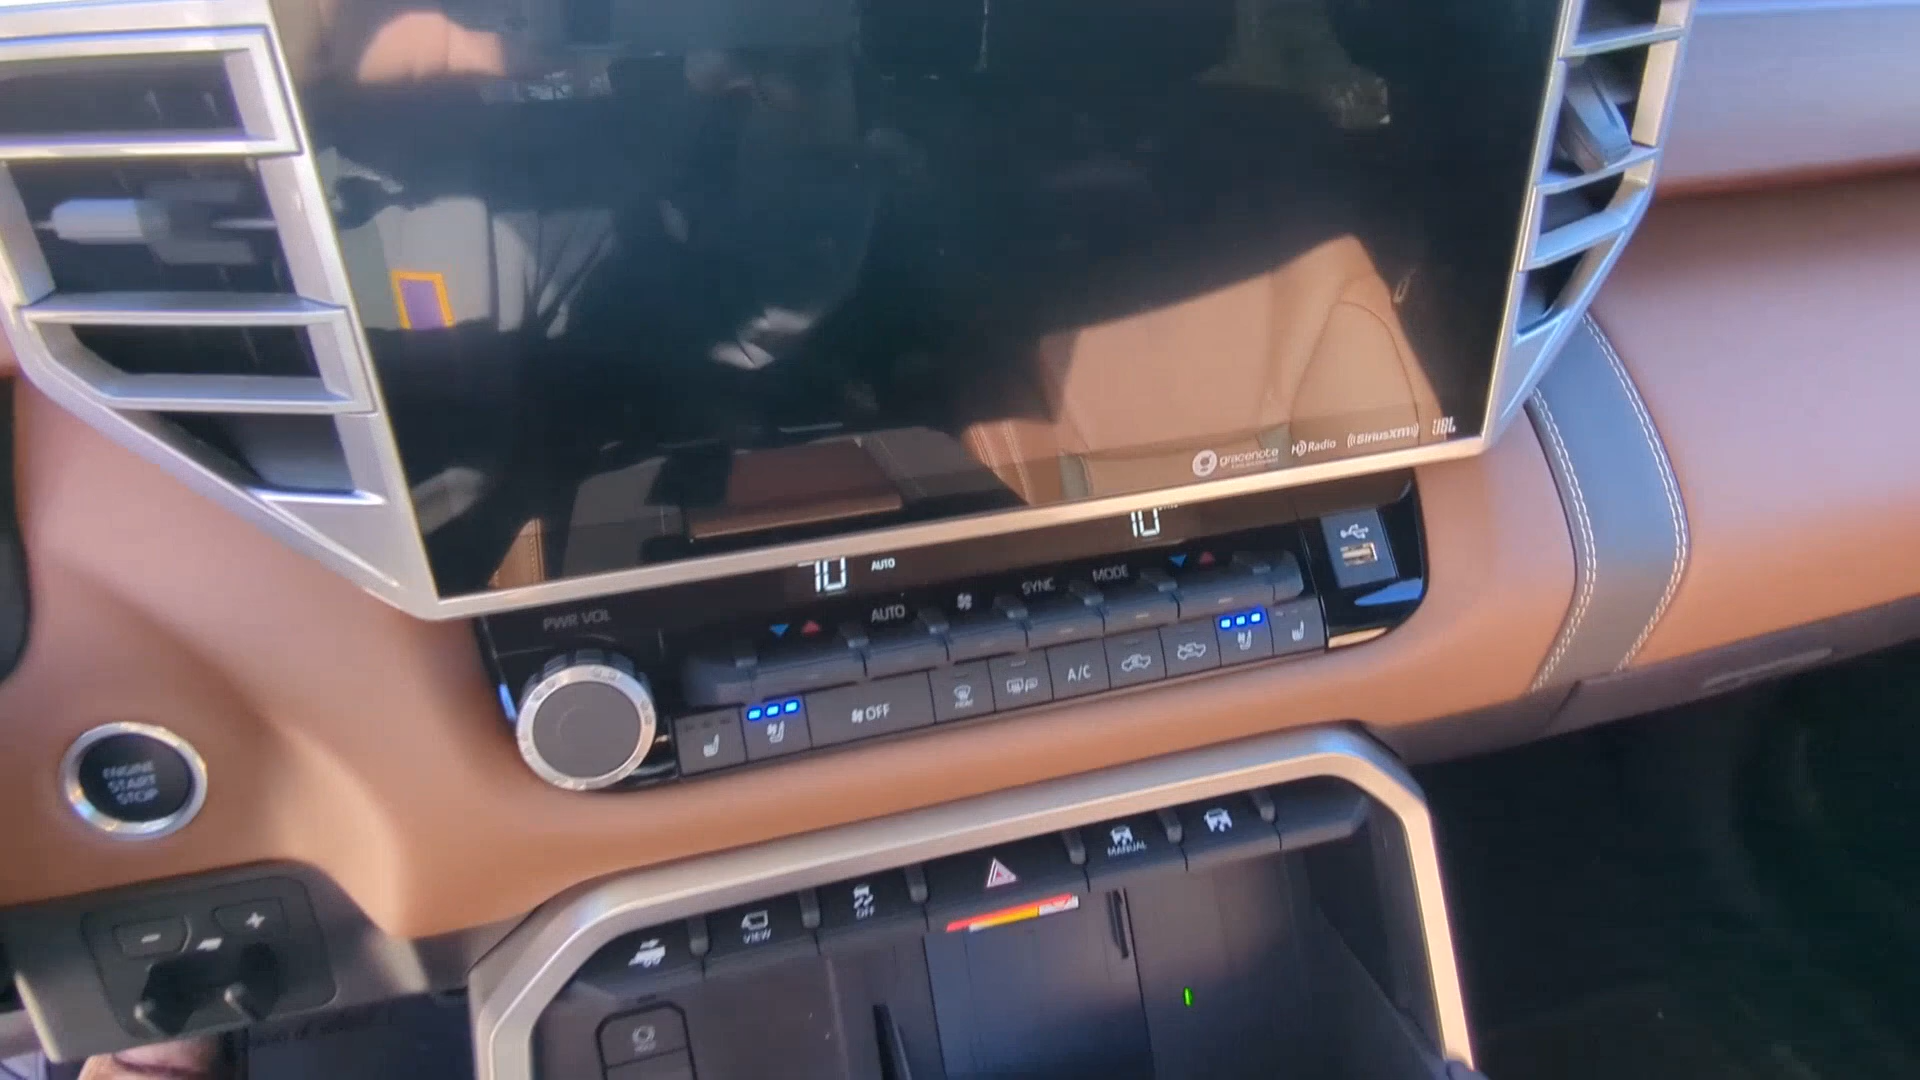 gracenote
HD Radio
((SiriusXM))
JBL
70 AUTO
70
PWR VOL
AUTO
SYNC
MODE
OFF
A/C
ENGINE
START
STOP
VIEW
OFF
MANUAL